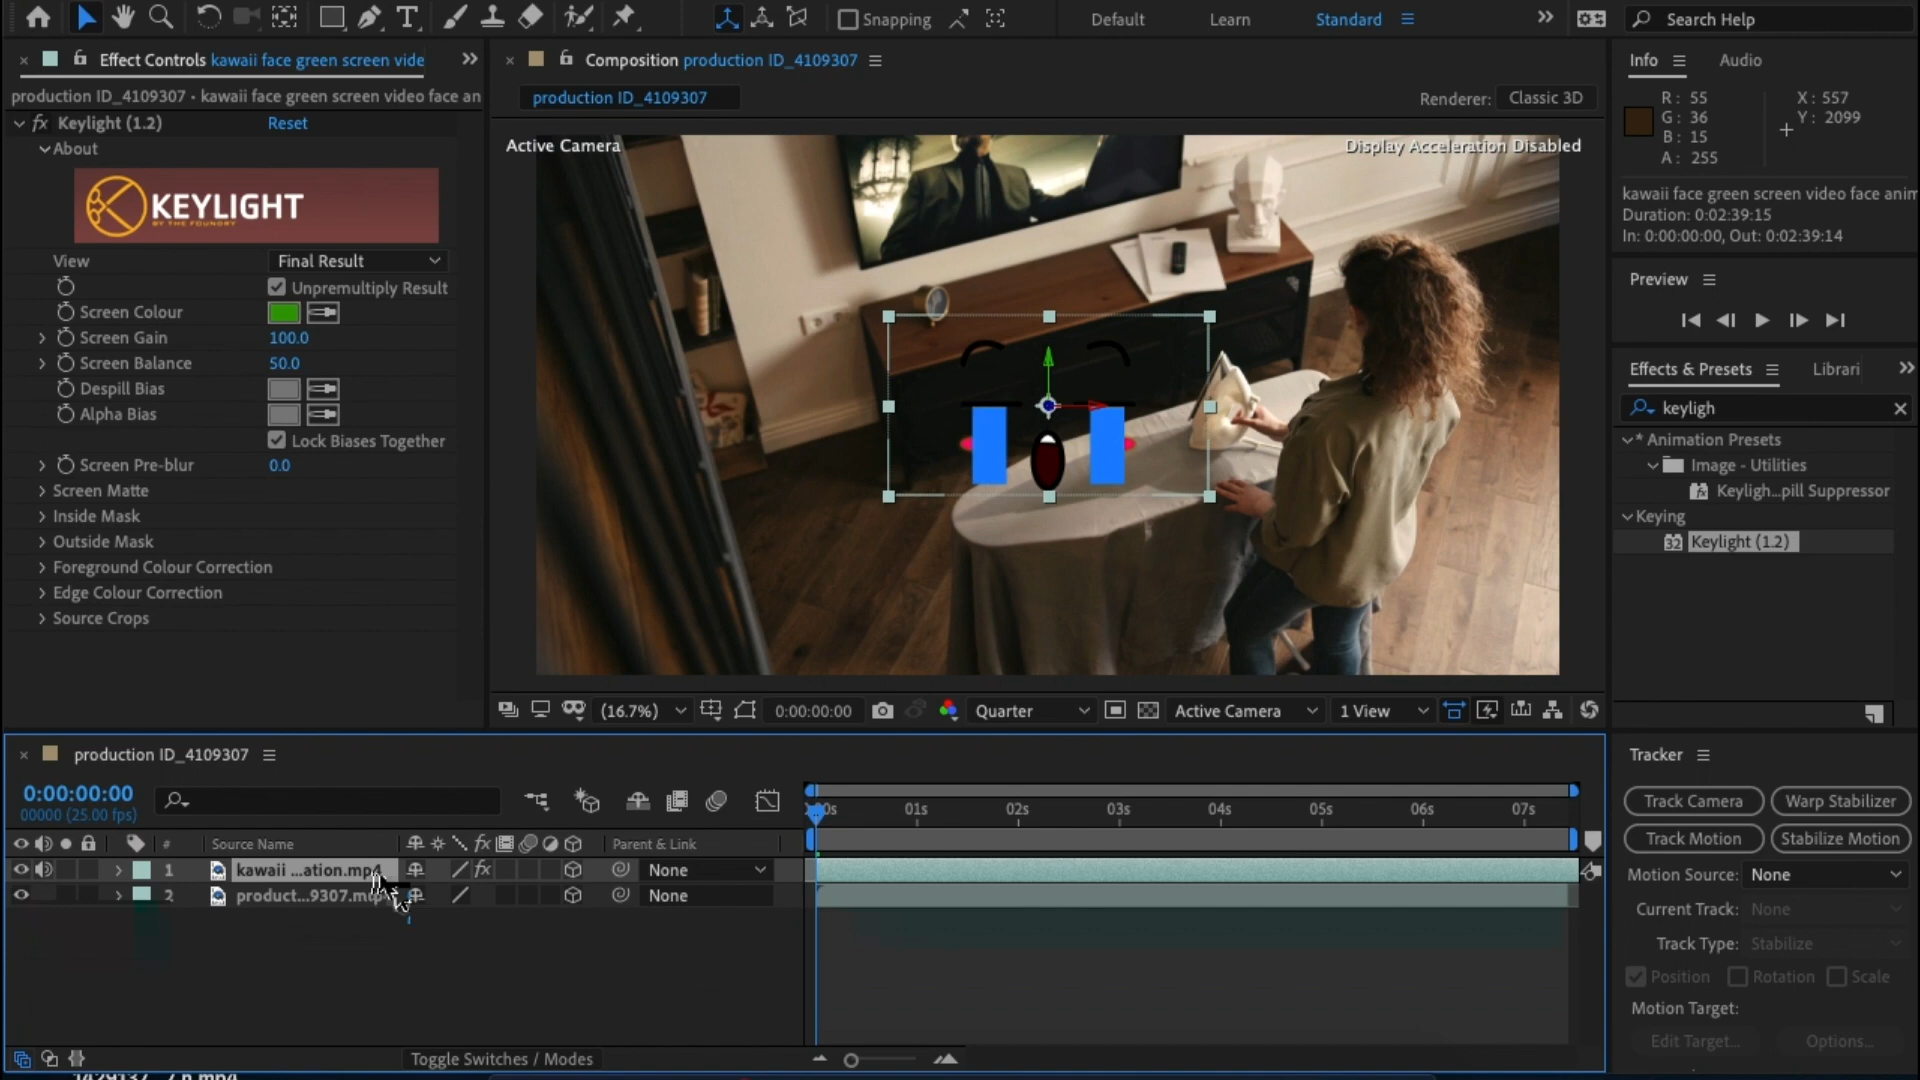 Snapping
Default
Learn
Standard
Search Help
Effect Controls kawaii face green screen vide
production ID_4109307 • kawaii face green screen video face an
fx Keylight (1.2)
Reset
About
KEYLIGHT
BY THE FOUNDRY
View
Final Result
Unpremultiply Result
Screen Colour
Screen Gain
100.0
Screen Balance
50.0
Despill Bias
Alpha Bias
Lock Biases Together
Screen Pre-blur
0.0
Screen Matte
Inside Mask
Outside Mask
Foreground Colour Correction
Edge Colour Correction
Source Crops
Composition production ID_4109307
production ID_4109307
Renderer:
Classic 3D
Active Camera
Display Acceleration Disabled
(16.7%)
0:00:00:00
Quarter
Active Camera
1 View
Info
Audio
R: 55
G: 36
B: 15
A: 255
X: 557
Y: 2099
kawaii face green screen video face anim
Duration: 0:02:39:15
In: 0:00:00:00, Out: 0:02:39:14
Preview
Effects & Presets
Librari
keyligh
* Animation Presets
Image - Utilities
Keyligh...pill Suppressor
Keying
32
Keylight (1.2)
production ID_4109307
0:00:00:00
00000 (25.00 fps)
01s
02s
03s
04s
05s
06s
07s
#
Source Name
fx
Parent & Link
1
kawaii ...ation.mp4
fx
None
2
None
Toggle Switches / Modes
Tracker
Track Camera
Warp Stabilizer
Track Motion
Stabilize Motion
Motion Source:
None
Current Track:
None
Track Type:
Stabilize
Position
Rotation
Scale
Motion Target:
Edit Target...
Options...